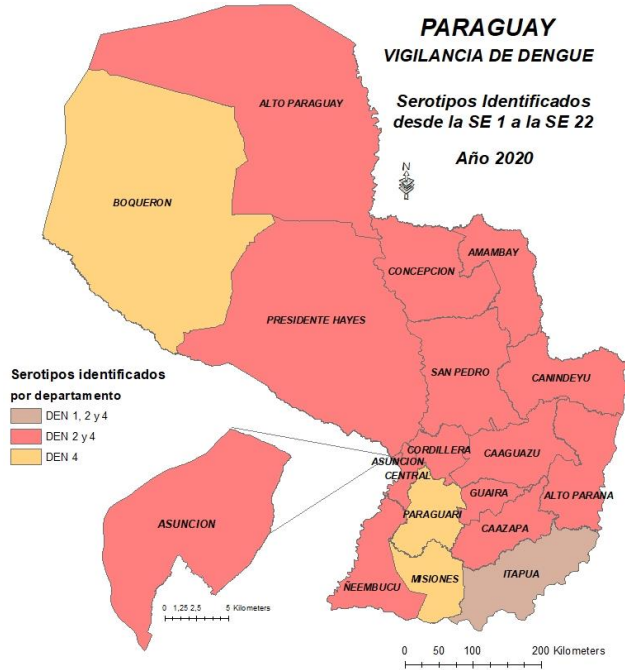 PARAGUAY
VIGILANCIA DE DENGUE
Serotipos Identificados
desde la SE 1 a la SE 22
Año 2020
N
ALTO PARAGUAY
BOQUERON
CONCEPCION
AMAMBAY
PRESIDENTE HAYES
SAN PEDRO
CANINDEYU
Serotipos identificados
por departamento
DEN 1, 2 y 4
DEN 2 y 4
DEN 4
CORDILLERA
ASUNCION
CENTRAL
CAAGUAZU
GUAIRA
ALTO PARANA
PARAGUARI
CAAZAPA
ASUNCION
ÑEEMBUCU
MISIONES
ITAPUA
0 1,25 2,5 5 Kilometers
0 50 100 200 Kilometers